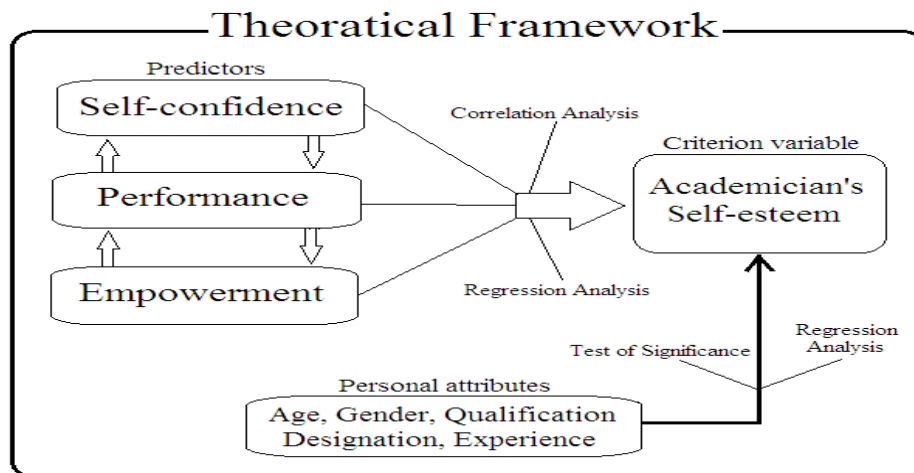 Theoratical Framework
Predictors
Self-confidence
Performance
Empowerment
Correlation Analysis
Regression Analysis
Criterion variable
Academician's
Self-esteem
Test of Significance
Regression
Analysis
Personal attributes
Age, Gender, Qualification
Designation, Experience